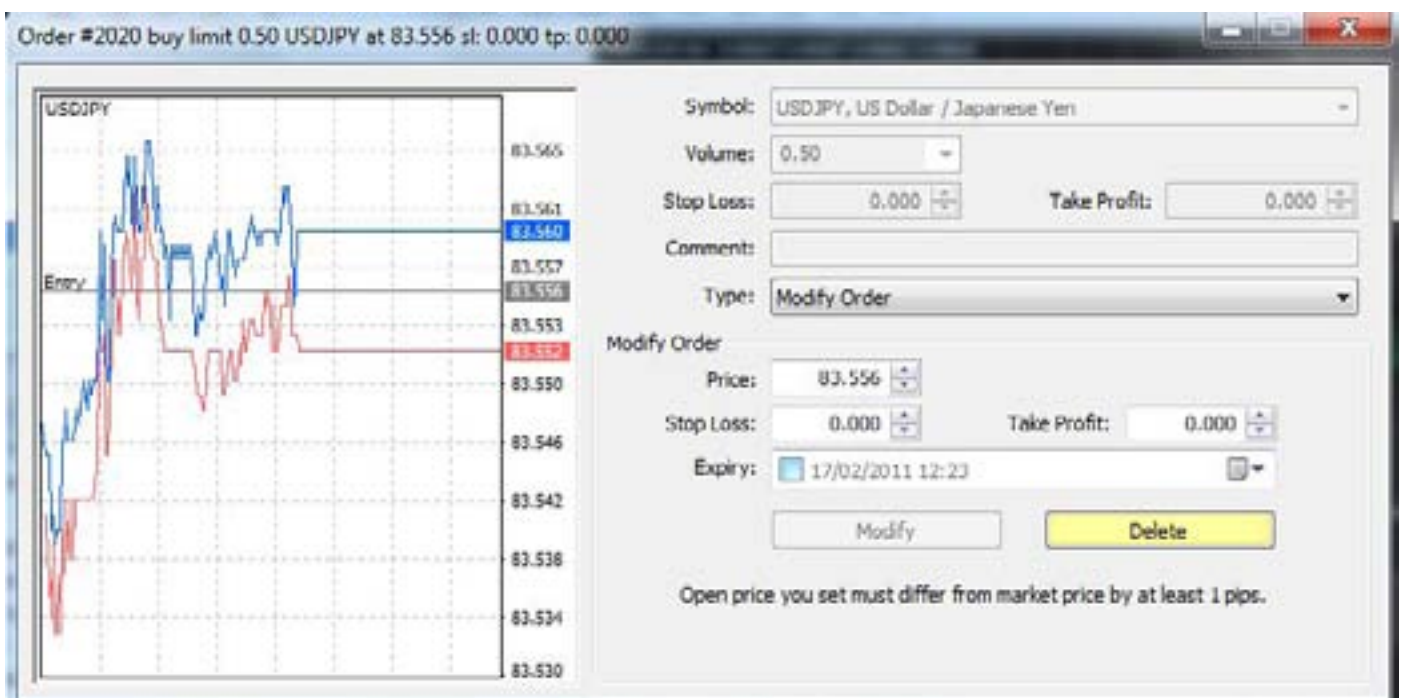 Order #2020 buy limit 0.50 USDJPY at 83.556 sl: 0.000 tp: 0.000
USDJPY
83.565
83.561
83.560
83.557
Entry
83.556
83.553
83.552
83.550
83.546
83.542
83.538
83.534
83.530
Symbol: USDJPY, US Dollar / Japanese Yen
Volume: 0.50
Stop Loss: 0.000 Take Profit: 0.000
Comment:
Type: Modify Order
Modify Order
Price: 83.556
Stop Loss: 0.000 Take Profit: 0.000
Expiry: 17/02/2011 12:23
Modify Delete
Open price you set must differ from market price by at least 1 pips.